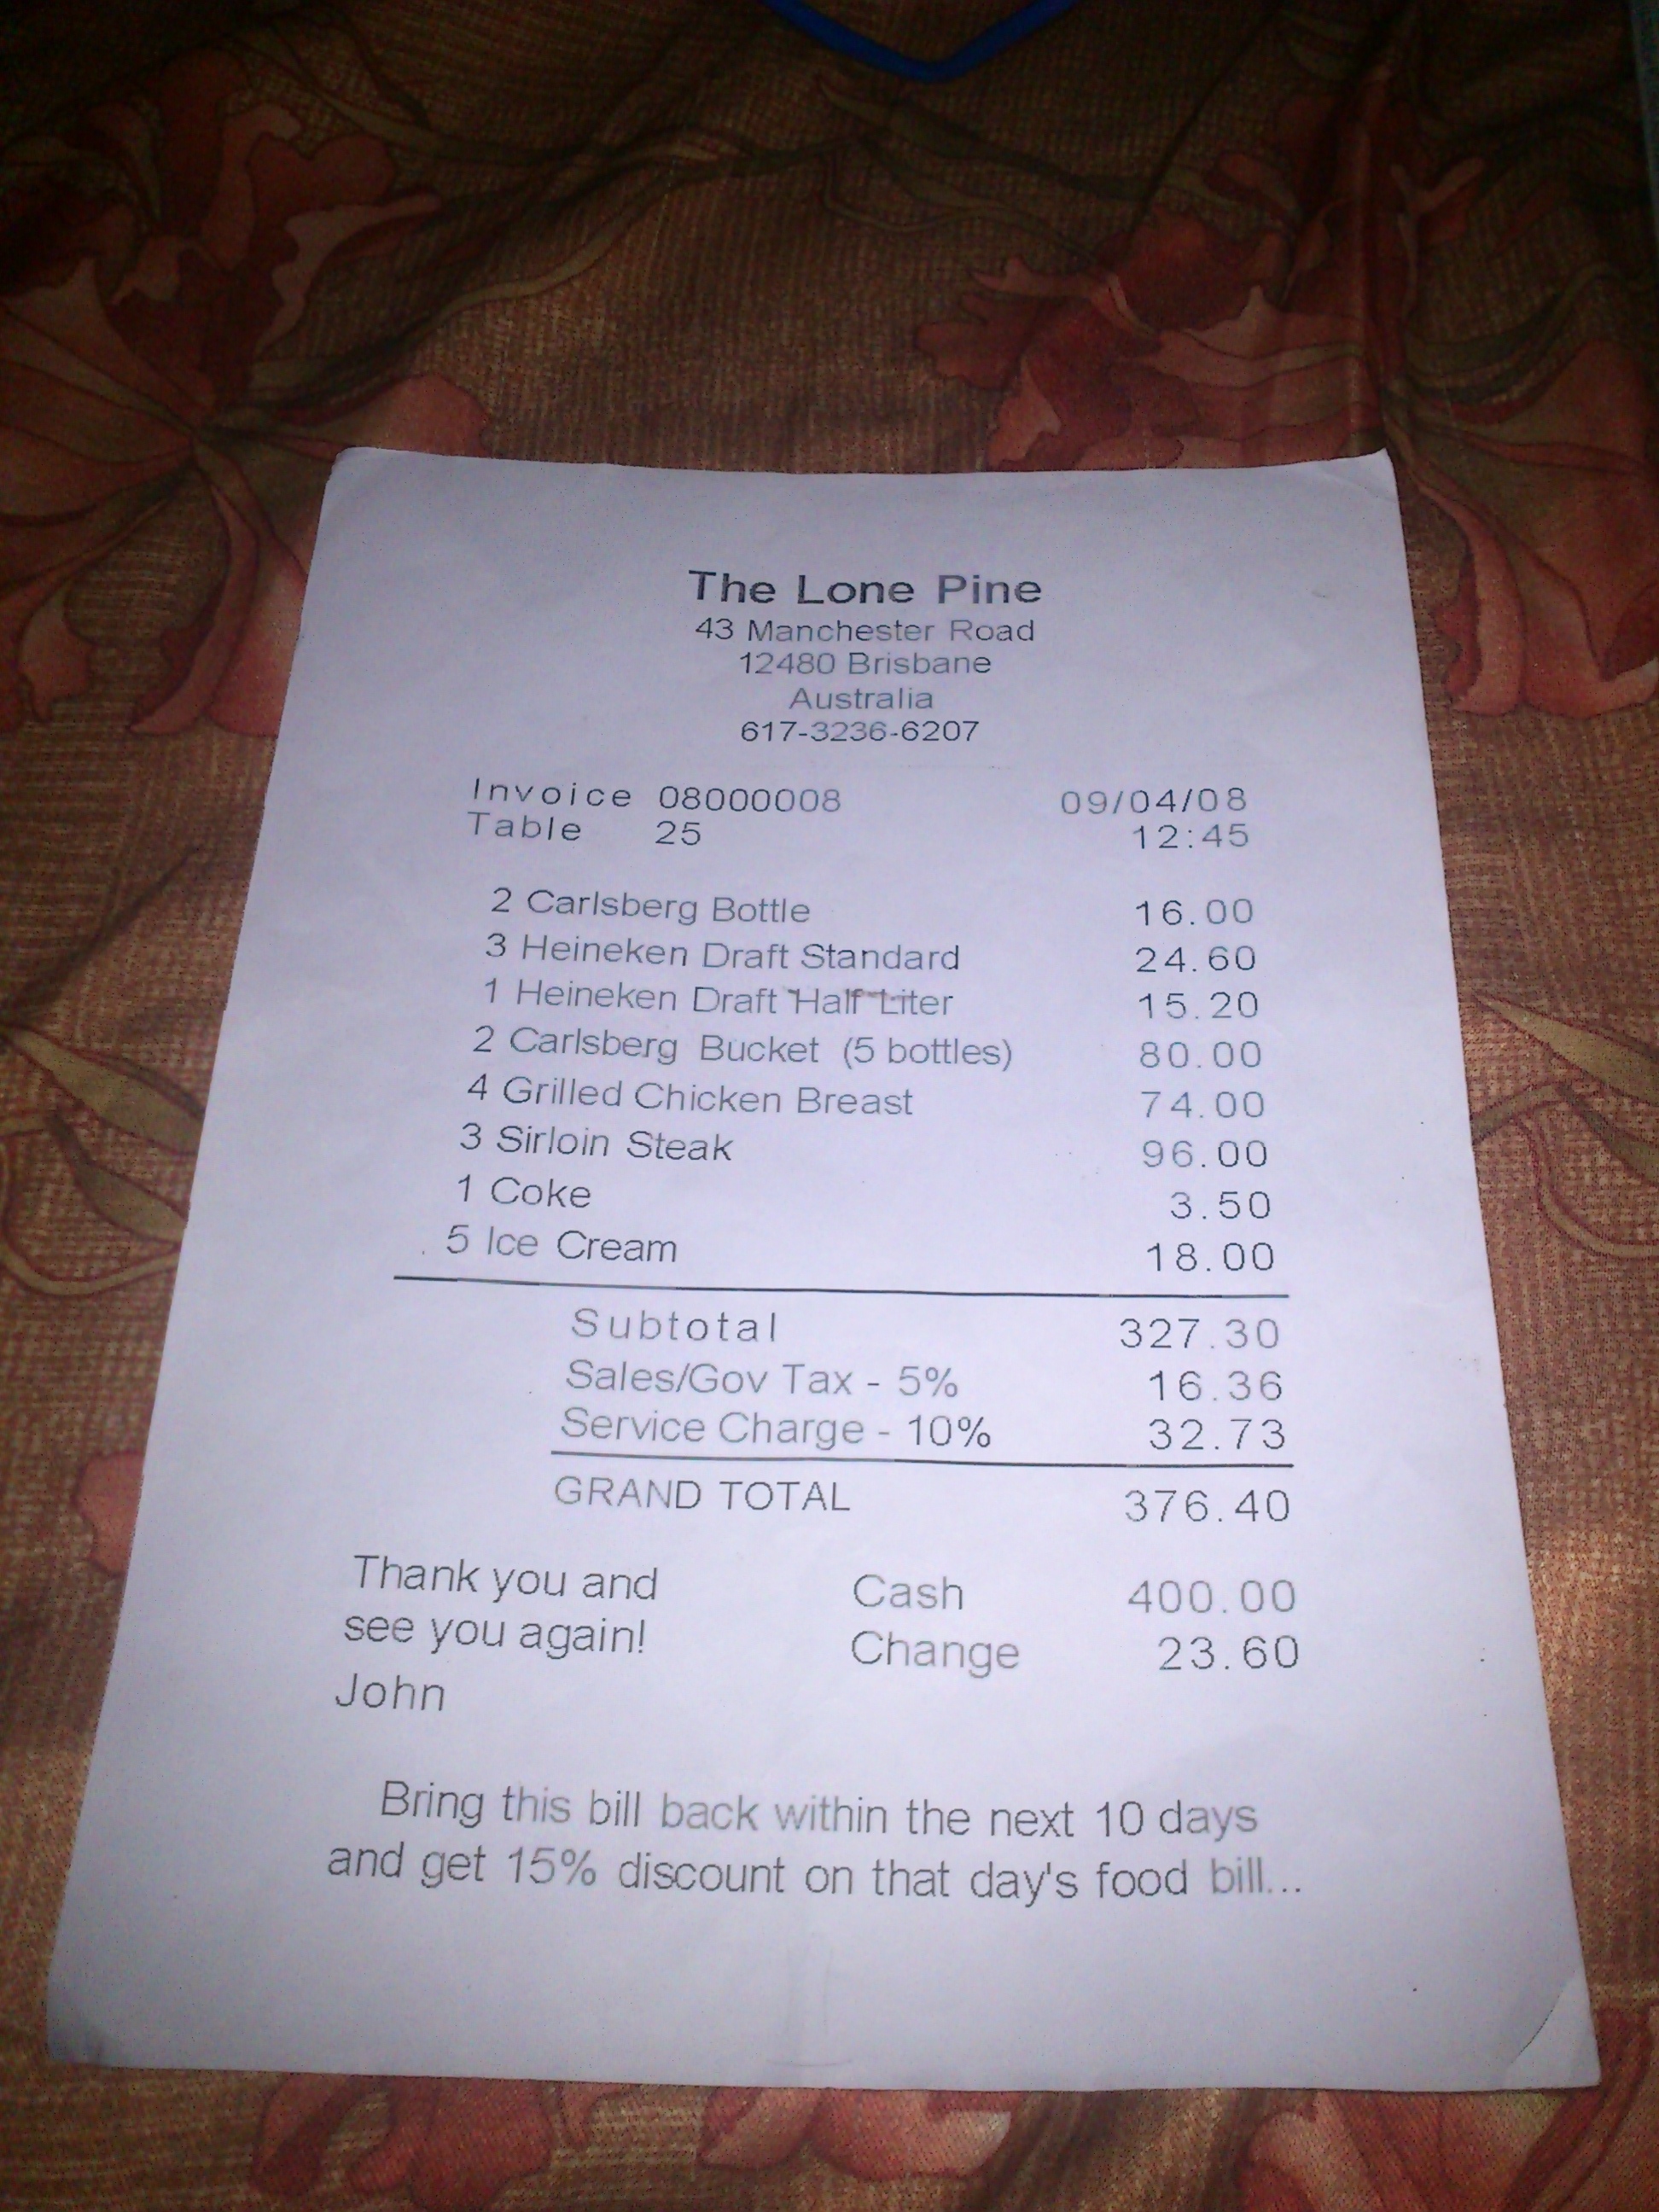 The Lone Pine
43 Manchester Road
12480 Brisbane
Australia
617-3236-6207
Invoice 08000008 09/04/08
Table 25 12:45
2 Carlsberg Bottle 16.00
3 Heineken Draft Standard 24.60
1 Heineken Draft Half Liter 15.20
2 Carlsberg Bucket (5 bottles) 80.00
4 Grilled Chicken Breast 74.00
3 Sirloin Steak 96.00
1 Coke 3.50
5 Ice Cream 18.00
Subtotal 327.30
Sales/Gov Tax - 5% 16.36
Service Charge - 10% 32.73
GRAND TOTAL 376.40
Thank you and Cash 400.00
see you again! Change 23.60
John
Bring this bill back within the next 10 days
and get 15% discount on that day's food bill...